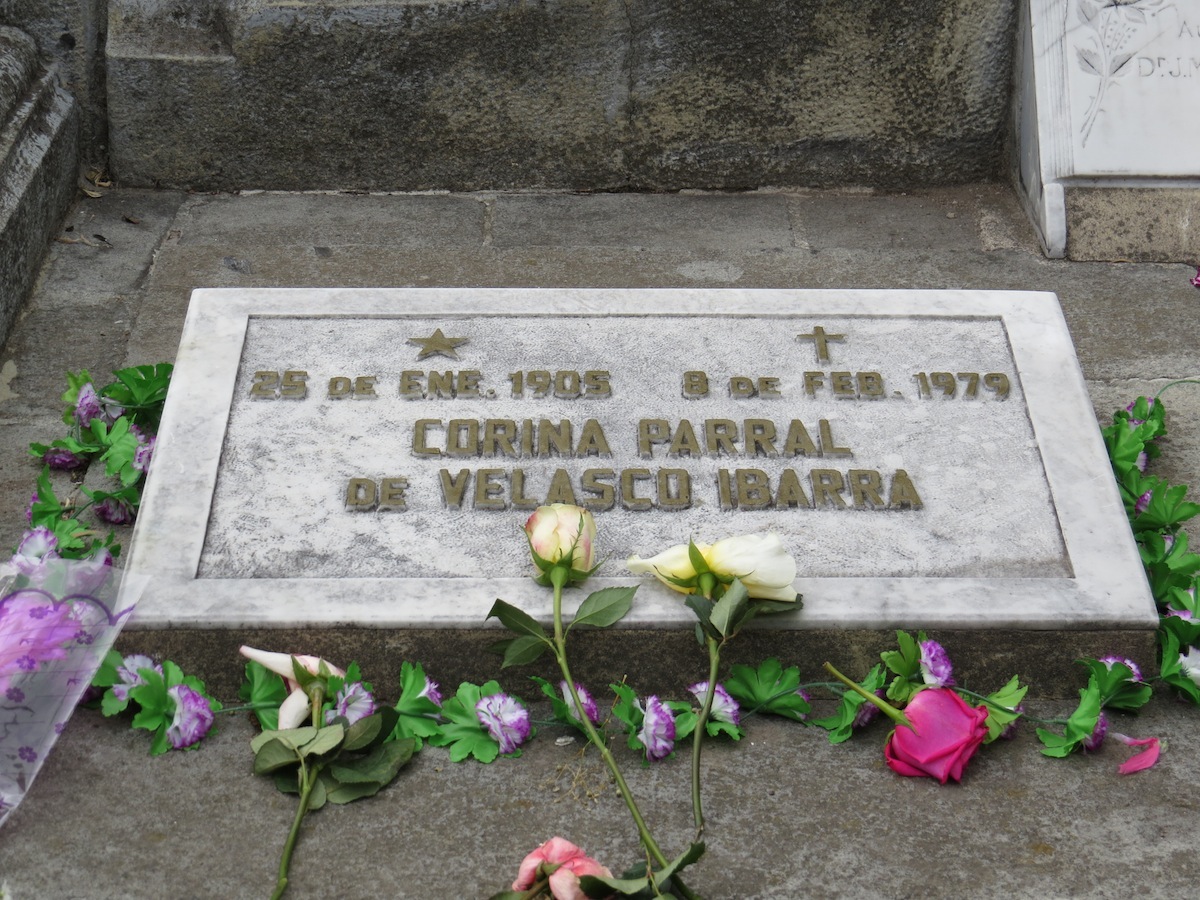 25 DE ENE. 1905 8 DE FEB. 1979
CORINA PARRAL
DE VELASCO IBARRA